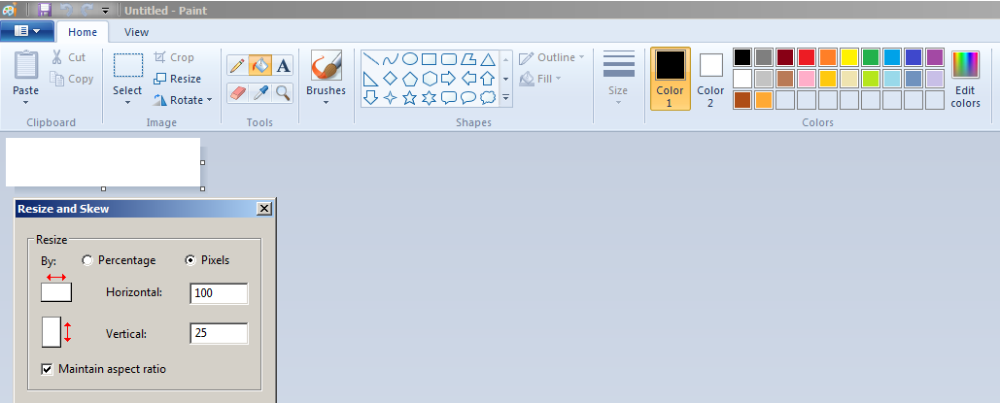 Untitled - Paint
Home View
Paste
Cut
Copy
Clipboard
Select
Crop
Resize
Rotate
Image
A
Tools
Brushes
Shapes
Outline
Fill
Size
Color 1
Color 2
Edit colors
Colors
Resize and Skew
Resize
By: Percentage Pixels
Horizontal: 100
Vertical: 25
Maintain aspect ratio